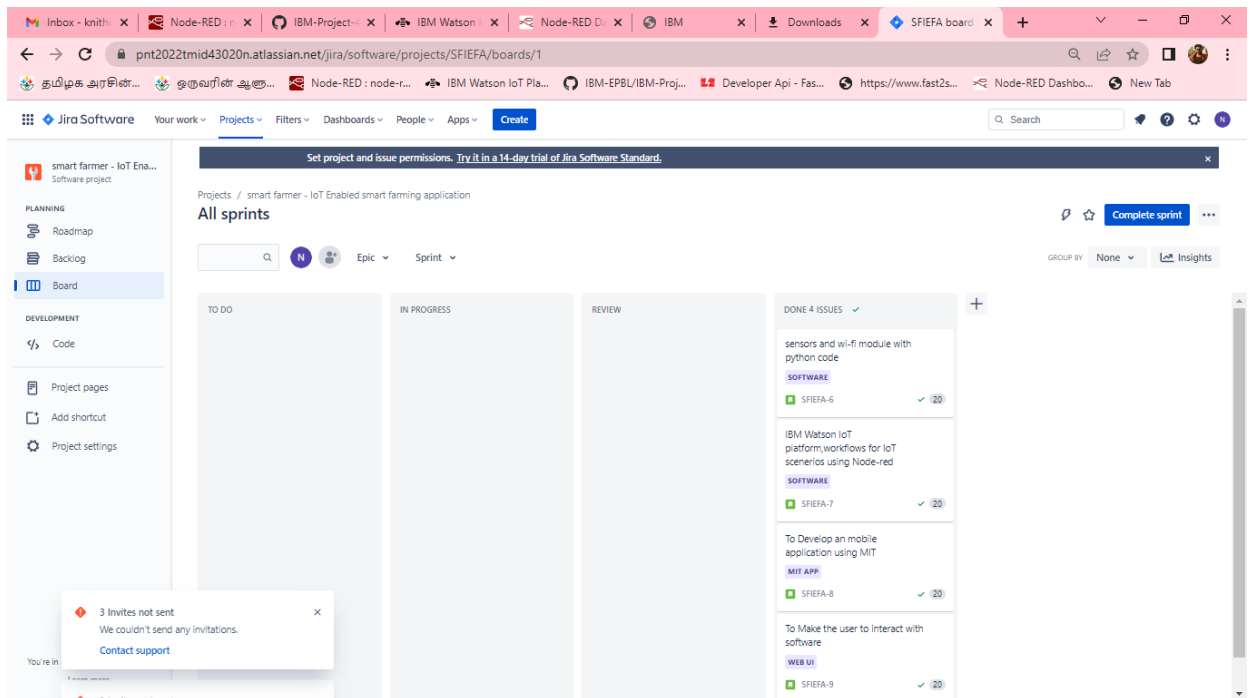 Inbox - knithi
Node-RED : n
IBM-Project-4
IBM Watson I
Node-RED Da
IBM
Downloads
SFIEFA board
pnt2022tmid43020n.atlassian.net/jira/software/projects/SFIEFA/boards/1
தமிழக அரசின்...
ஒருவரின் ஆளு...
Node-RED : node-r...
IBM Watson IoT Pla...
IBM-EPBL/IBM-Proj...
Developer Api - Fas...
https://www.fast2s...
Node-RED Dashbo...
New Tab
Jira Software
Your work
Projects
Filters
Dashboards
People
Apps
Create
Search
N
Set project and issue permissions. Try it in a 14-day trial of Jira Software Standard.
smart farmer - IoT Ena...
Software project
PLANNING
Roadmap
Backlog
Board
DEVELOPMENT
Code
Project pages
Add shortcut
Project settings
Projects / smart farmer - IoT Enabled smart farming application
All sprints
Complete sprint
N
Epic
Sprint
GROUP BY None
Insights
TO DO
IN PROGRESS
REVIEW
DONE 4 ISSUES
sensors and wi-fi module with
python code
SOFTWARE
SFIEFA-6 20
IBM Watson IoT
platform,workflows for IoT
scenerios using Node-red
SOFTWARE
SFIEFA-7 20
To Develop an mobile
application using MIT
MIT APP
SFIEFA-8 20
To Make the user to interact with
software
WEB UI
SFIEFA-9 20
3 Invites not sent
We couldn't send any invitations.
Contact support
You're in
Learn more